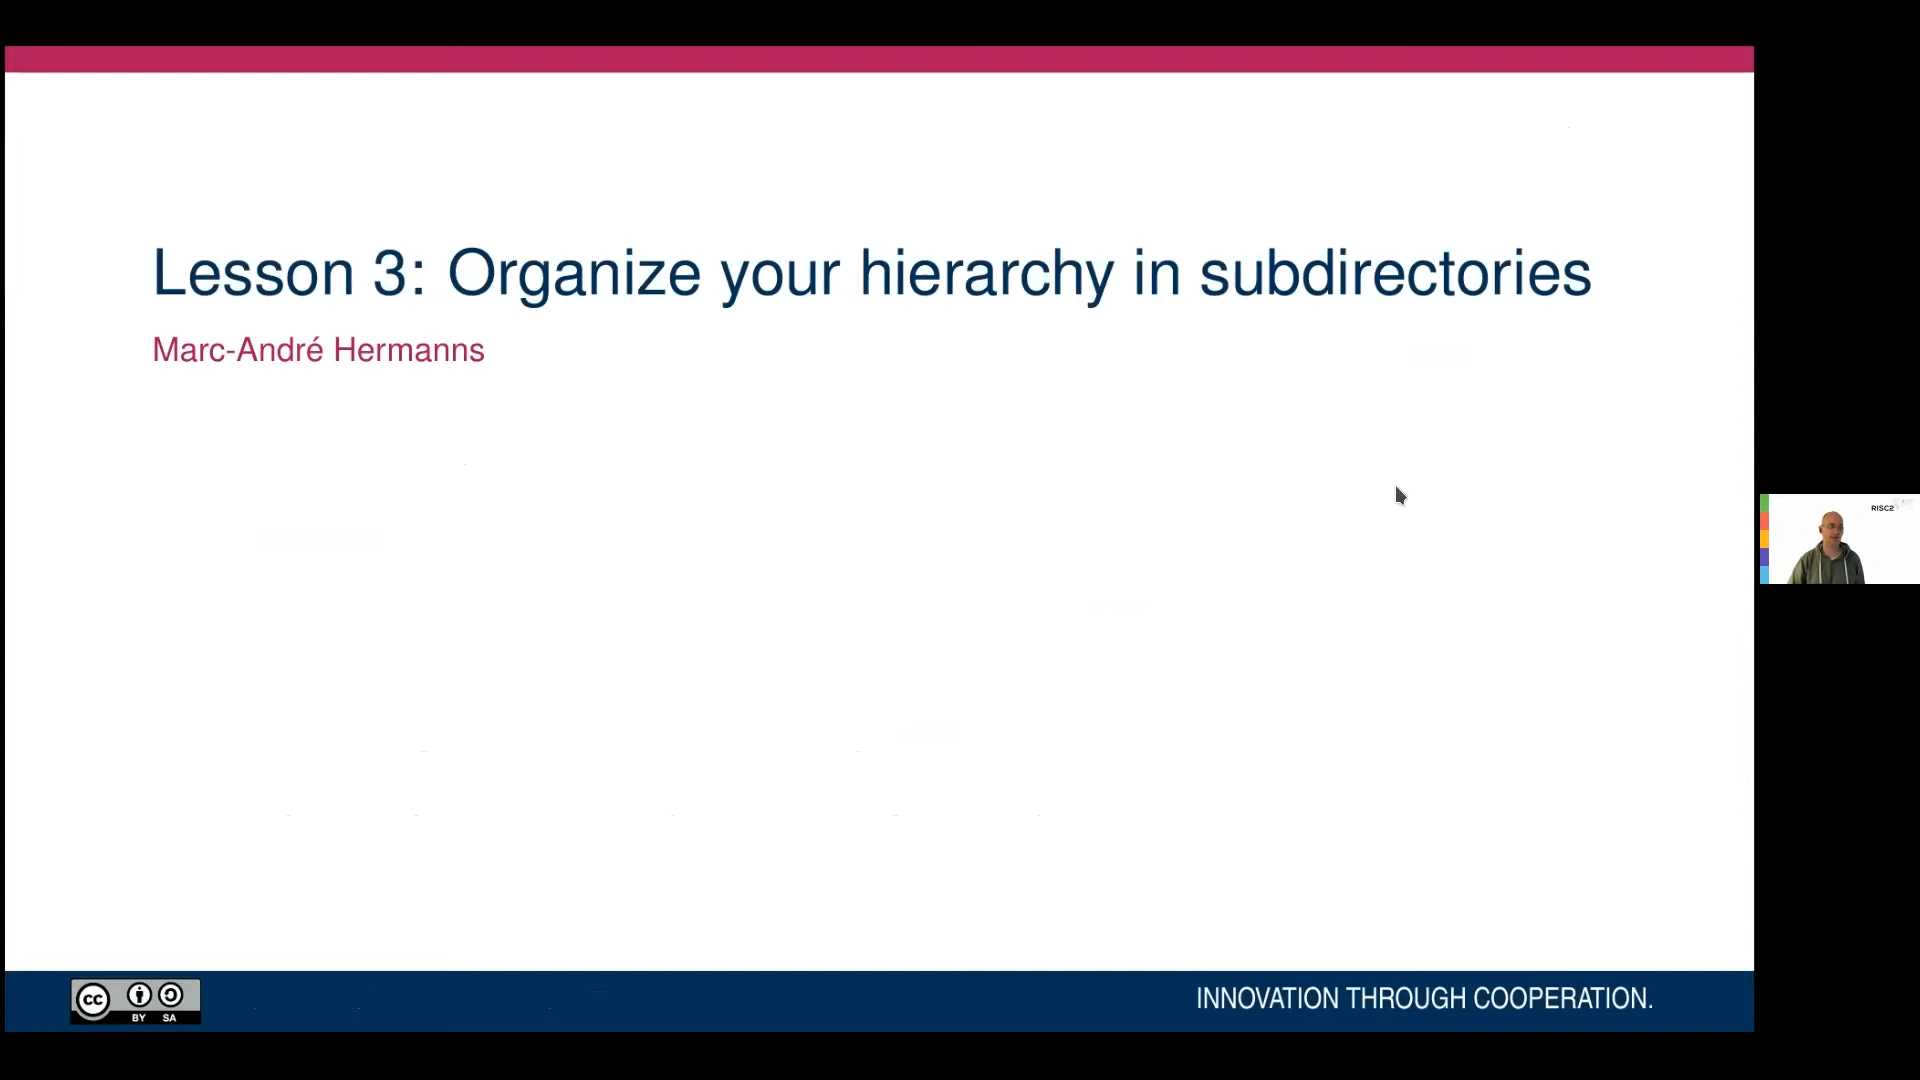 Lesson 3: Organize your hierarchy in subdirectories
Marc-André Hermanns
RISC2
cc
BY SA
INNOVATION THROUGH COOPERATION.